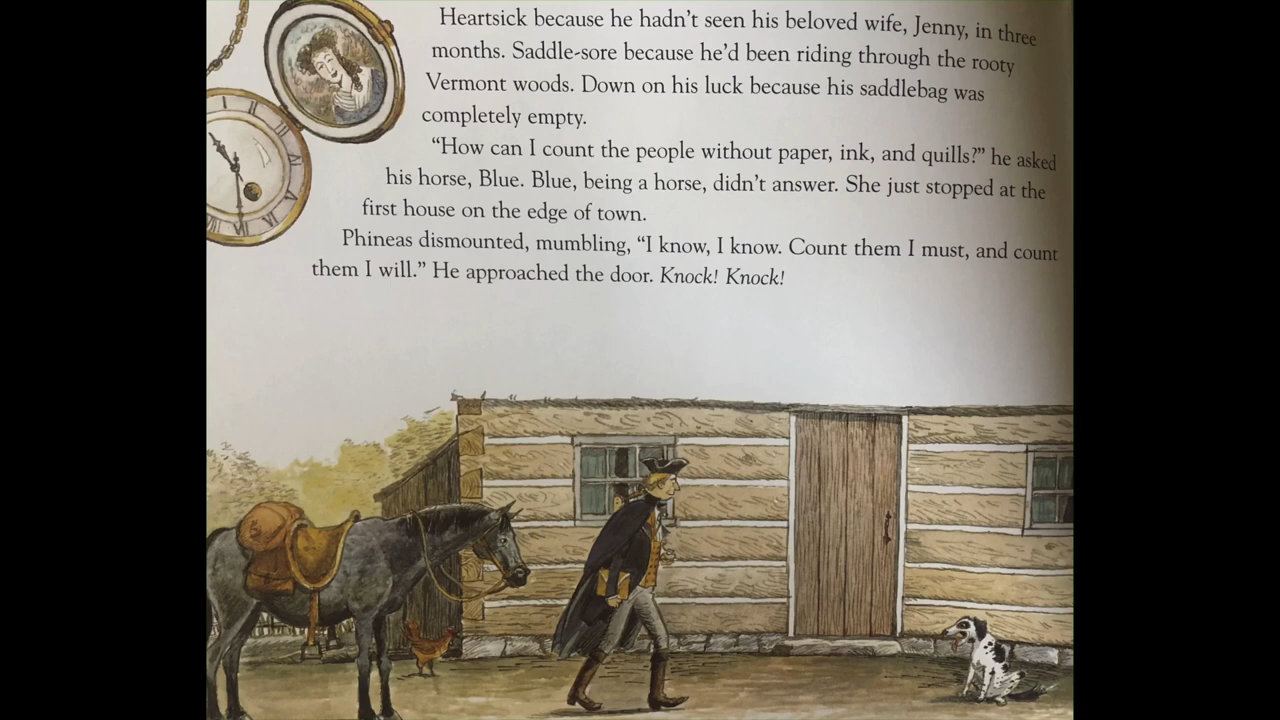 Heartsick because he hadn't seen his beloved wife, Jenny, in three
months. Saddle-sore because he'd been riding through the rooty
Vermont woods. Down on his luck because his saddlebag was
completely empty.
“How can I count the people without paper, ink, and quills?” he asked
his horse, Blue. Blue, being a horse, didn't answer. She just stopped at the
first house on the edge of town.
Phineas dismounted, mumbling, “I know, I know. Count them I must, and count
them I will.” He approached the door. Knock! Knock!